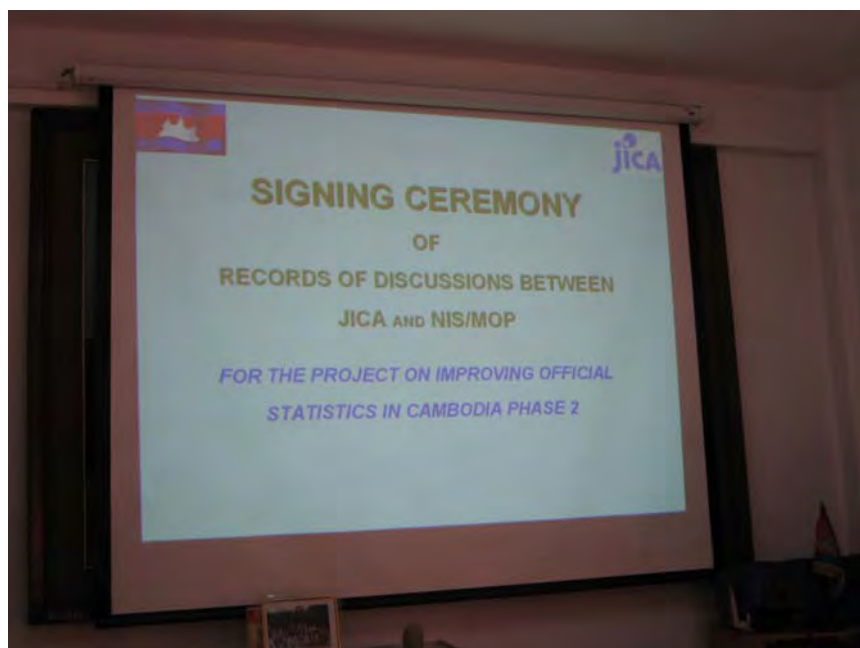 jica
SIGNING CEREMONY
OF
RECORDS OF DISCUSSIONS BETWEEN
JICA AND NIS/MOP
FOR THE PROJECT ON IMPROVING OFFICIAL
STATISTICS IN CAMBODIA PHASE 2